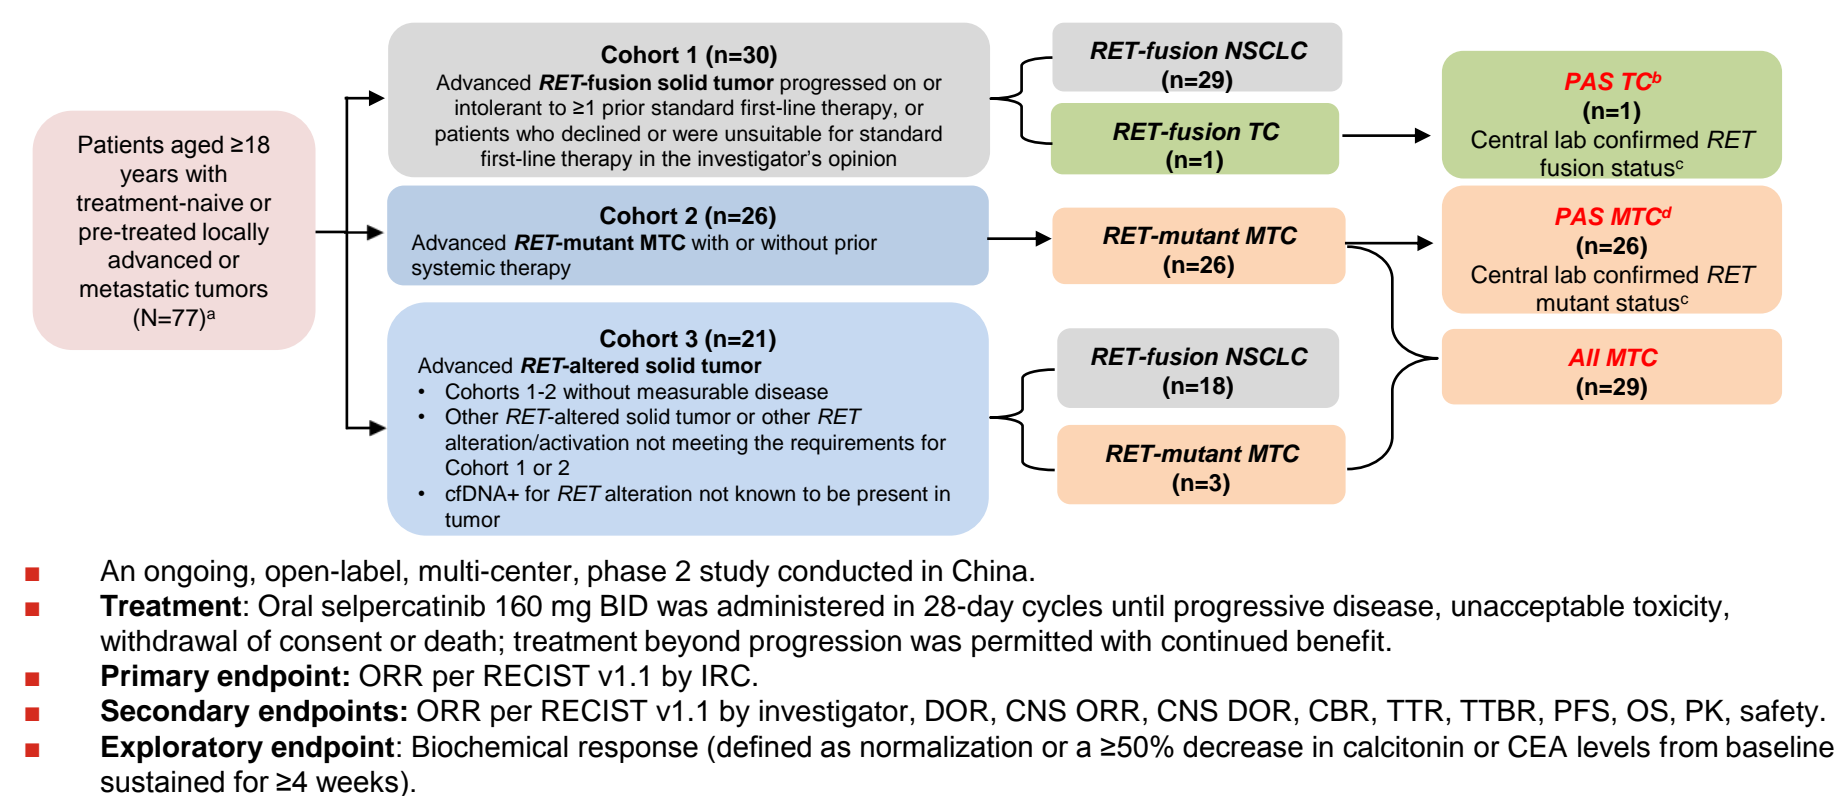 Patients aged ≥18
years with
treatment-naive or
pre-treated locally
advanced or
metastatic tumors
(N=77)ᵃ
Cohort 1 (n=30)
Advanced RET-fusion solid tumor progressed on or
intolerant to ≥1 prior standard first-line therapy, or
patients who declined or were unsuitable for standard
first-line therapy in the investigator's opinion
RET-fusion NSCLC
(n=29)
RET-fusion TC
(n=1)
PAS TCᵇ
(n=1)
Central lab confirmed RET
fusion statusᶜ
Cohort 2 (n=26)
Advanced RET-mutant MTC with or without prior
systemic therapy
RET-mutant MTC
(n=26)
PAS MTCᵈ
(n=26)
Central lab confirmed RET
mutant statusᶜ
Cohort 3 (n=21)
Advanced RET-altered solid tumor
• Cohorts 1-2 without measurable disease
• Other RET-altered solid tumor or other RET
alteration/activation not meeting the requirements for
Cohort 1 or 2
• cfDNA+ for RET alteration not known to be present in
tumor
RET-fusion NSCLC
(n=18)
RET-mutant MTC
(n=3)
All MTC
(n=29)
■ An ongoing, open-label, multi-center, phase 2 study conducted in China.
■ Treatment: Oral selpercatinib 160 mg BID was administered in 28-day cycles until progressive disease, unacceptable toxicity,
withdrawal of consent or death; treatment beyond progression was permitted with continued benefit.
■ Primary endpoint: ORR per RECIST v1.1 by IRC.
■ Secondary endpoints: ORR per RECIST v1.1 by investigator, DOR, CNS ORR, CNS DOR, CBR, TTR, TTBR, PFS, OS, PK, safety.
■ Exploratory endpoint: Biochemical response (defined as normalization or a ≥50% decrease in calcitonin or CEA levels from baseline
sustained for ≥4 weeks).